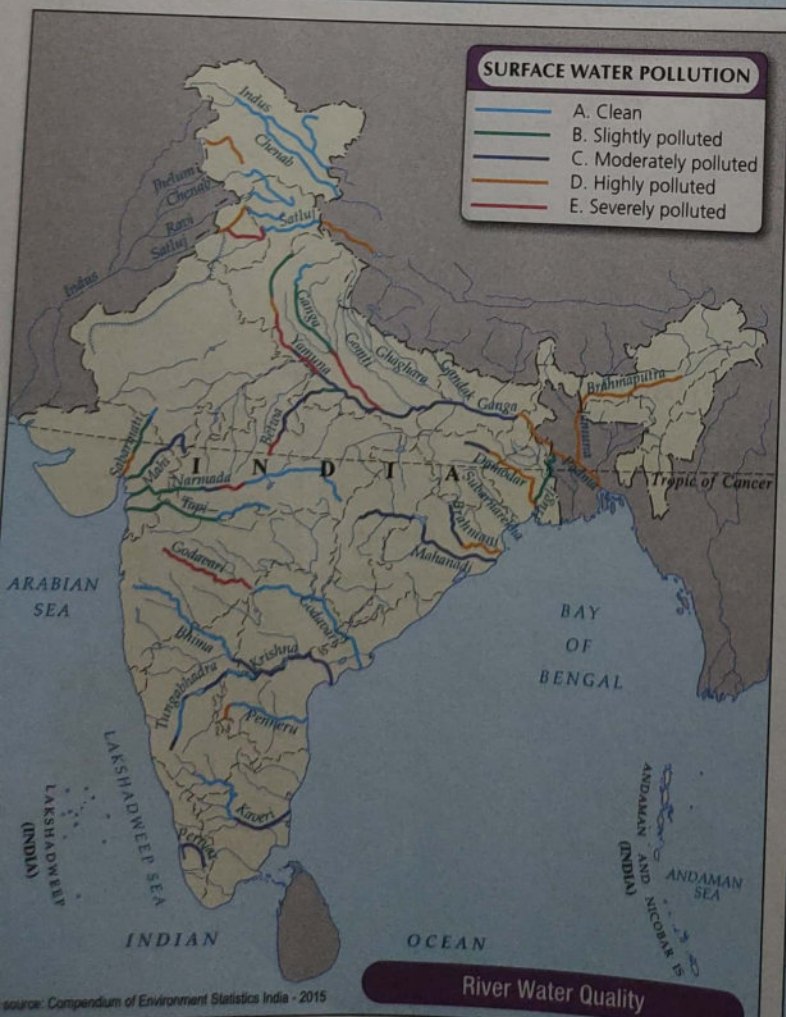 SURFACE WATER POLLUTION
A. Clean
B. Slightly polluted
C. Moderately polluted
D. Highly polluted
E. Severely polluted
Indus
Chenab
Jhelum
Chenab
Ravi
Satluj
Satluj
Indus
Ganga
Yamuna
Gomti
Ghaghara
Gandak
Ganga
Brahmaputra
Jamuna
Padma
Betwa
Sabarmati
Mahi
INDIA
Narmada
Tapi
Damodar
Subarnarekha
Hugli
Tropic of Cancer
Brahmani
Mahanadi
Godavari
Godavari
ARABIAN
SEA
BAY
OF
BENGAL
Bhima
Krishna
Tungabhadra
Penneru
LAKSHADWEEP SEA
LAKSHADWEEP
(INDIA)
Kaveri
Periyar
ANDAMAN AND NICOBAR IS
(INDIA)
ANDAMAN
SEA
INDIAN OCEAN
source: Compendium of Environment Statistics India - 2015
River Water Quality